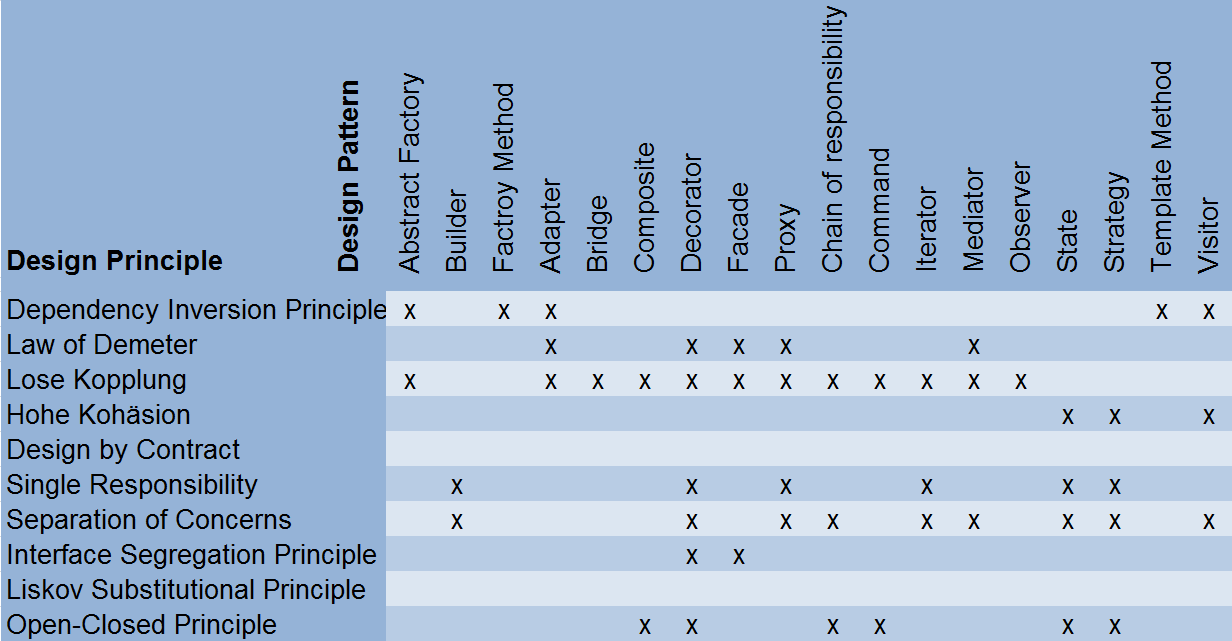 Design Principle Design Pattern Abstract Factory Builder Factroy Method Adapter Bridge Composite Decorator Facade Proxy Chain of responsibility Command Iterator Mediator Observer State Strategy Template Method Visitor
Dependency Inversion Principle x x x x x
Law of Demeter x x x x x
Lose Kopplung x x x x x x x x x x x x
Hohe Kohäsion x x x
Design by Contract
Single Responsibility x x x x x x
Separation of Concerns x x x x x x x x x
Interface Segregation Principle x x
Liskov Substitutional Principle
Open-Closed Principle x x x x x x